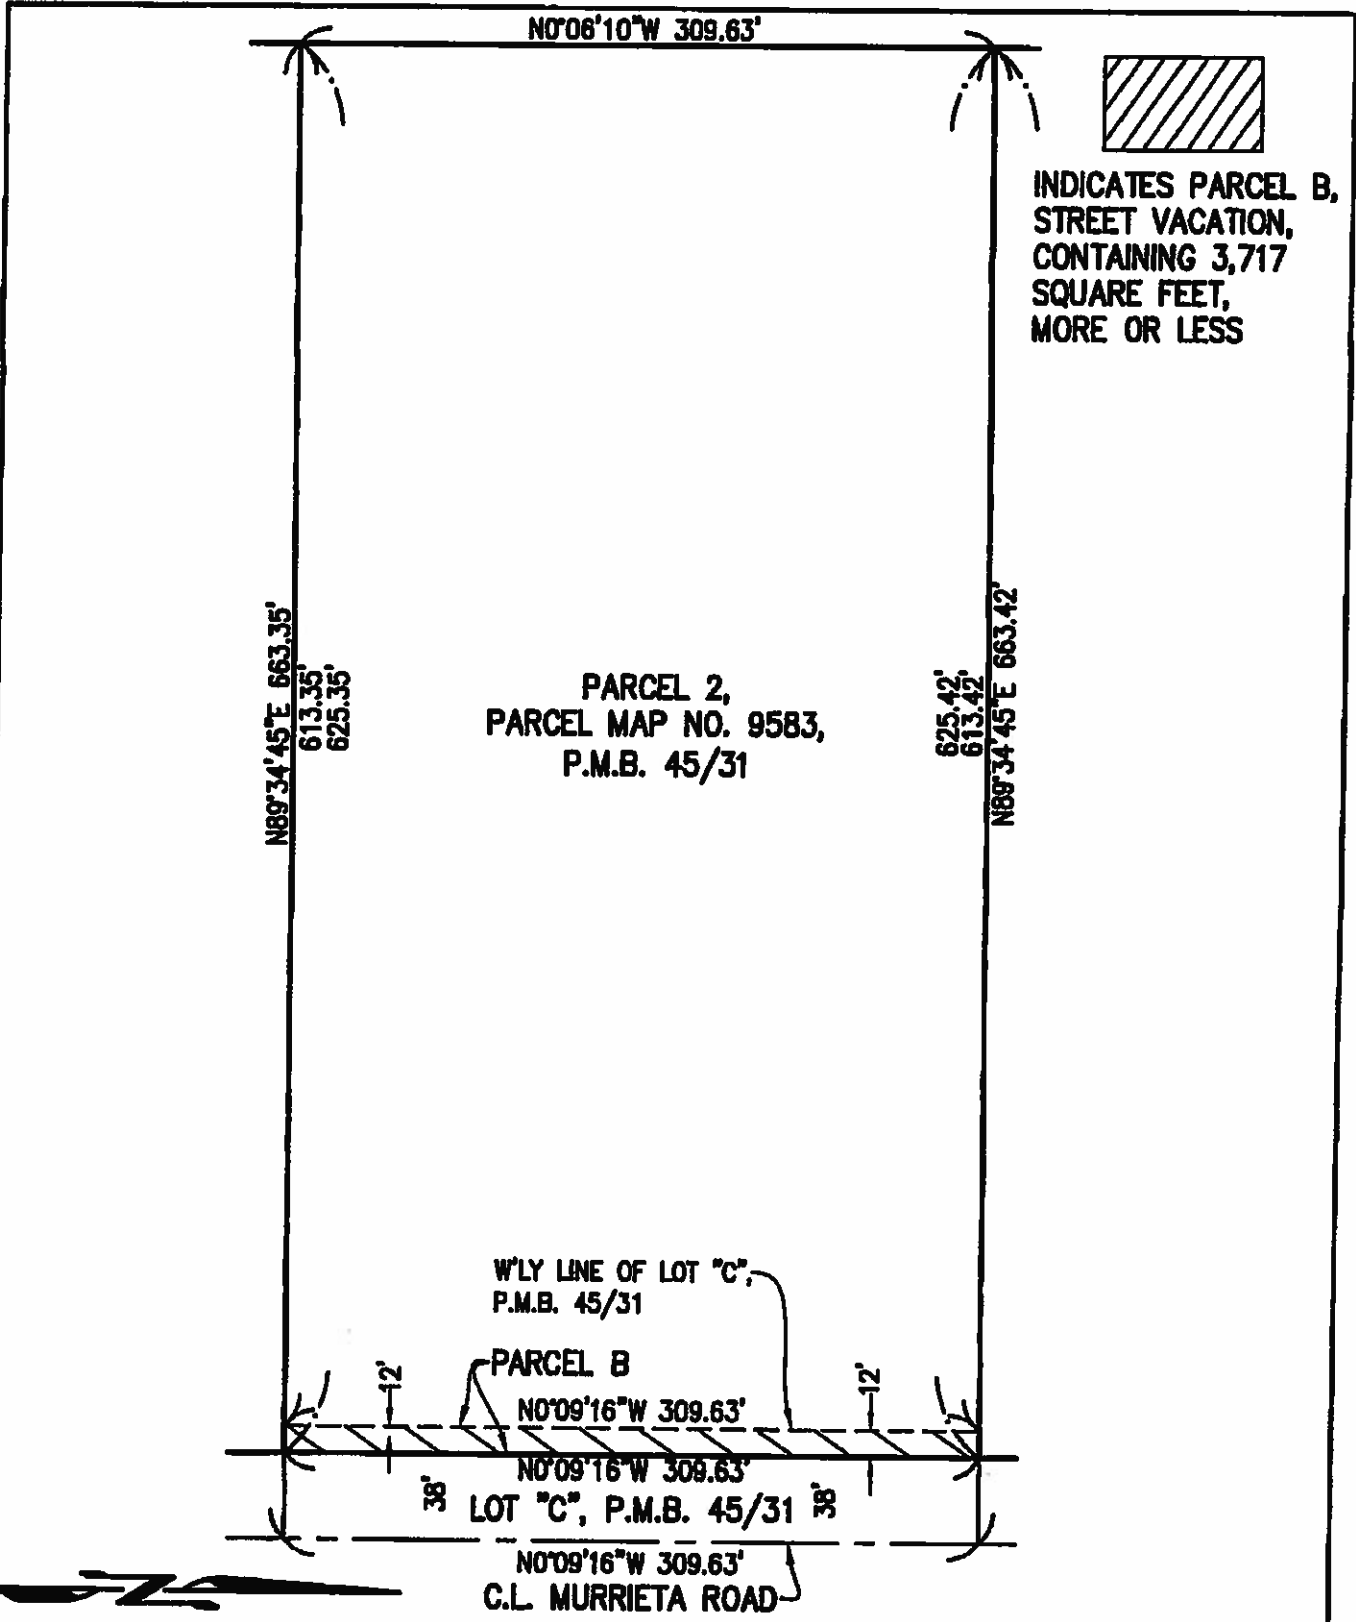 N0°06'10"W 309.63'
INDICATES PARCEL B,
STREET VACATION,
CONTAINING 3,717
SQUARE FEET,
MORE OR LESS
N89°34'45"E 663.35'
613.35'
625.35'
PARCEL 2,
PARCEL MAP NO. 9583,
P.M.B. 45/31
625.42'
613.42'
N89°34'45"E 663.42'
W'LY LINE OF LOT "C",
P.M.B. 45/31
PARCEL B
12'
12'
N0°09'16"W 309.63'
N0°09'16"W 309.63'
38'
LOT "C", P.M.B. 45/31
38'
N0°09'16"W 309.63'
C.L. MURRIETA ROAD
N